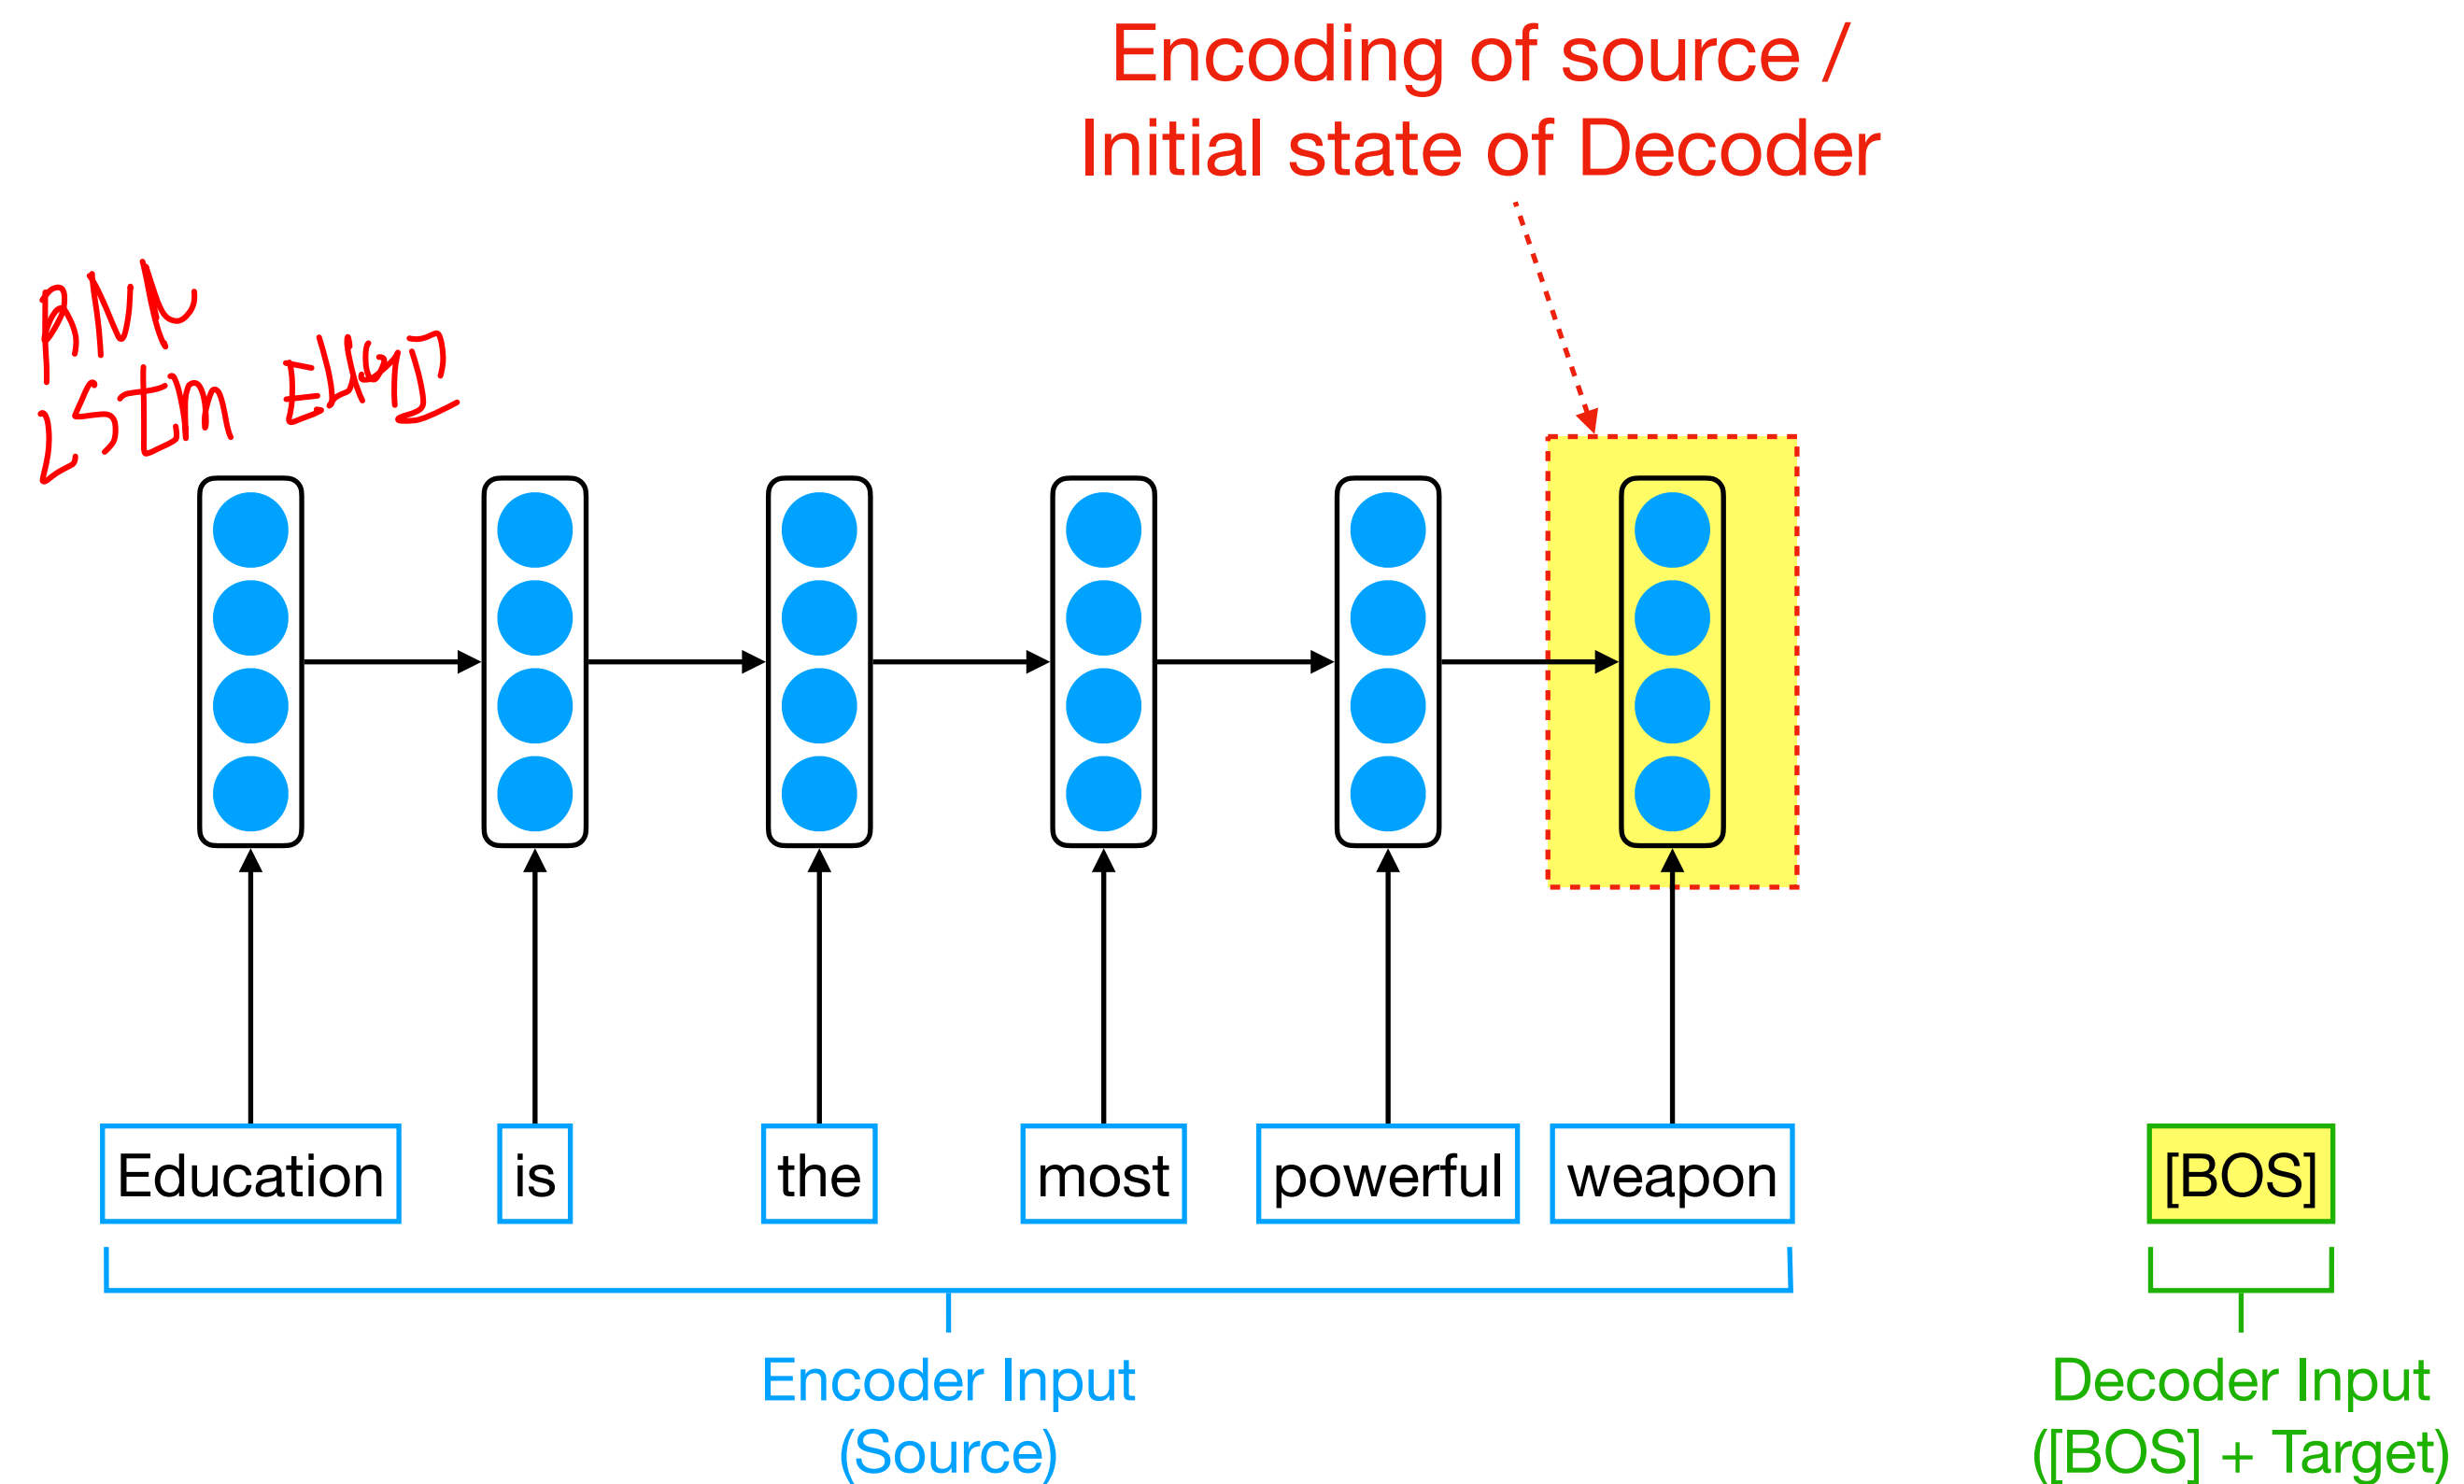 Encoding of source /
Initial state of Decoder
RNN
LSTM
Education is the most powerful weapon [BOS]
Encoder Input
(Source)
Decoder Input
([BOS] + Target)